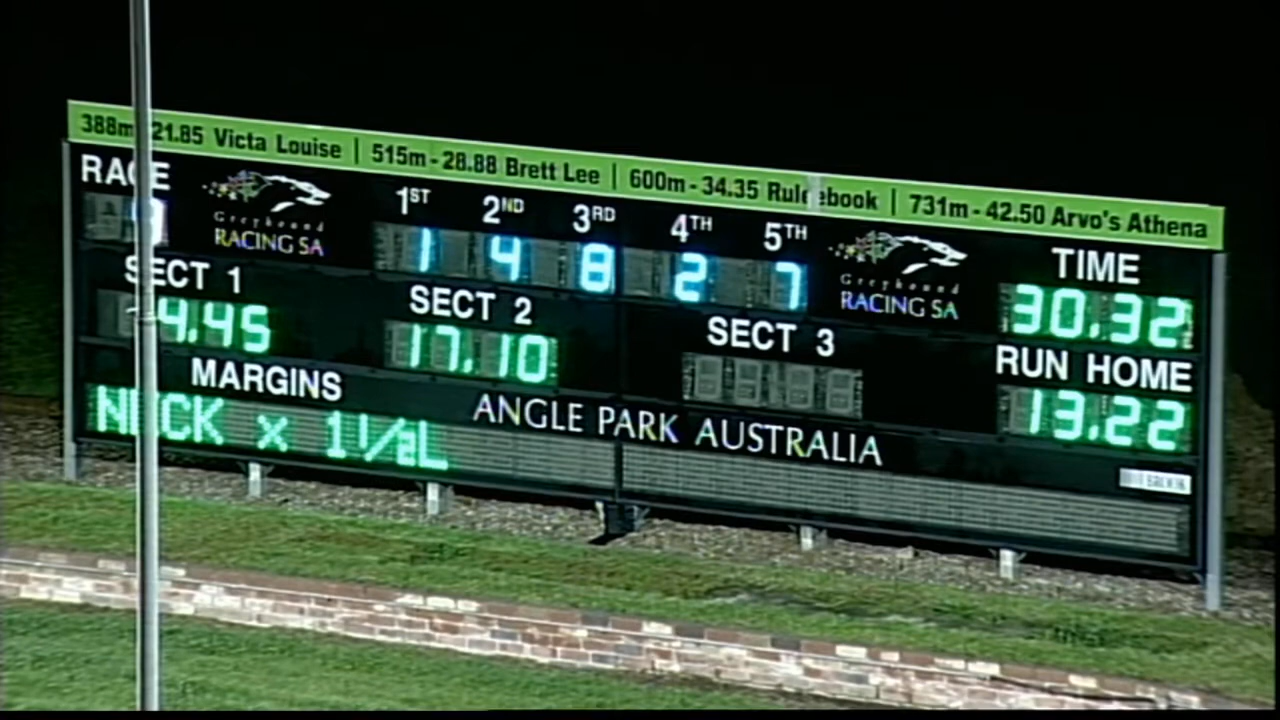 388m 21.85 Victa Louise | 515m - 28.88 Brett Lee | 600m - 34.35 Rulebook | 731m - 42.50 Arvo's Athena
RACE
Greyhound
RACING SA
1ST 2ND 3RD 4TH 5TH
1 4 8 2 7
Greyhound
RACING SA
TIME
30.32
SECT 1
4.45
SECT 2
17.10
SECT 3
RUN HOME
13.22
MARGINS
NECK x 1 1/2L
ANGLE PARK AUSTRALIA